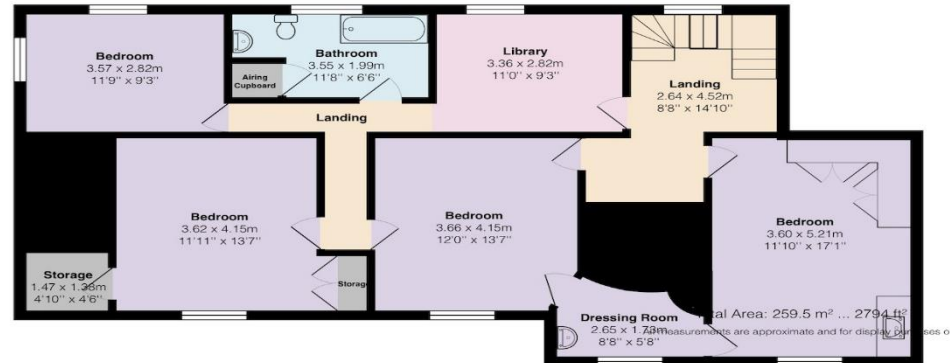 Bedroom
3.57 x 2.82m
11'9" x 9'3"
Bathroom
3.55 x 1.99m
11'8" x 6'6"
Airing
Cupboard
Library
3.36 x 2.82m
11'0" x 9'3"
Landing
2.64 x 4.52m
8'8" x 14'10"
Landing
Bedroom
3.62 x 4.15m
11'11" x 13'7"
Bedroom
3.66 x 4.15m
12'0" x 13'7"
Bedroom
3.60 x 5.21m
11'10" x 17'1"
Storage
1.47 x 1.38m
4'10" x 4'6"
Storage
Dressing Room
2.65 x 1.73m
8'8" x 5'8"
Area: 259.5 m² ... 2794 ft²
measurements are approximate and for display